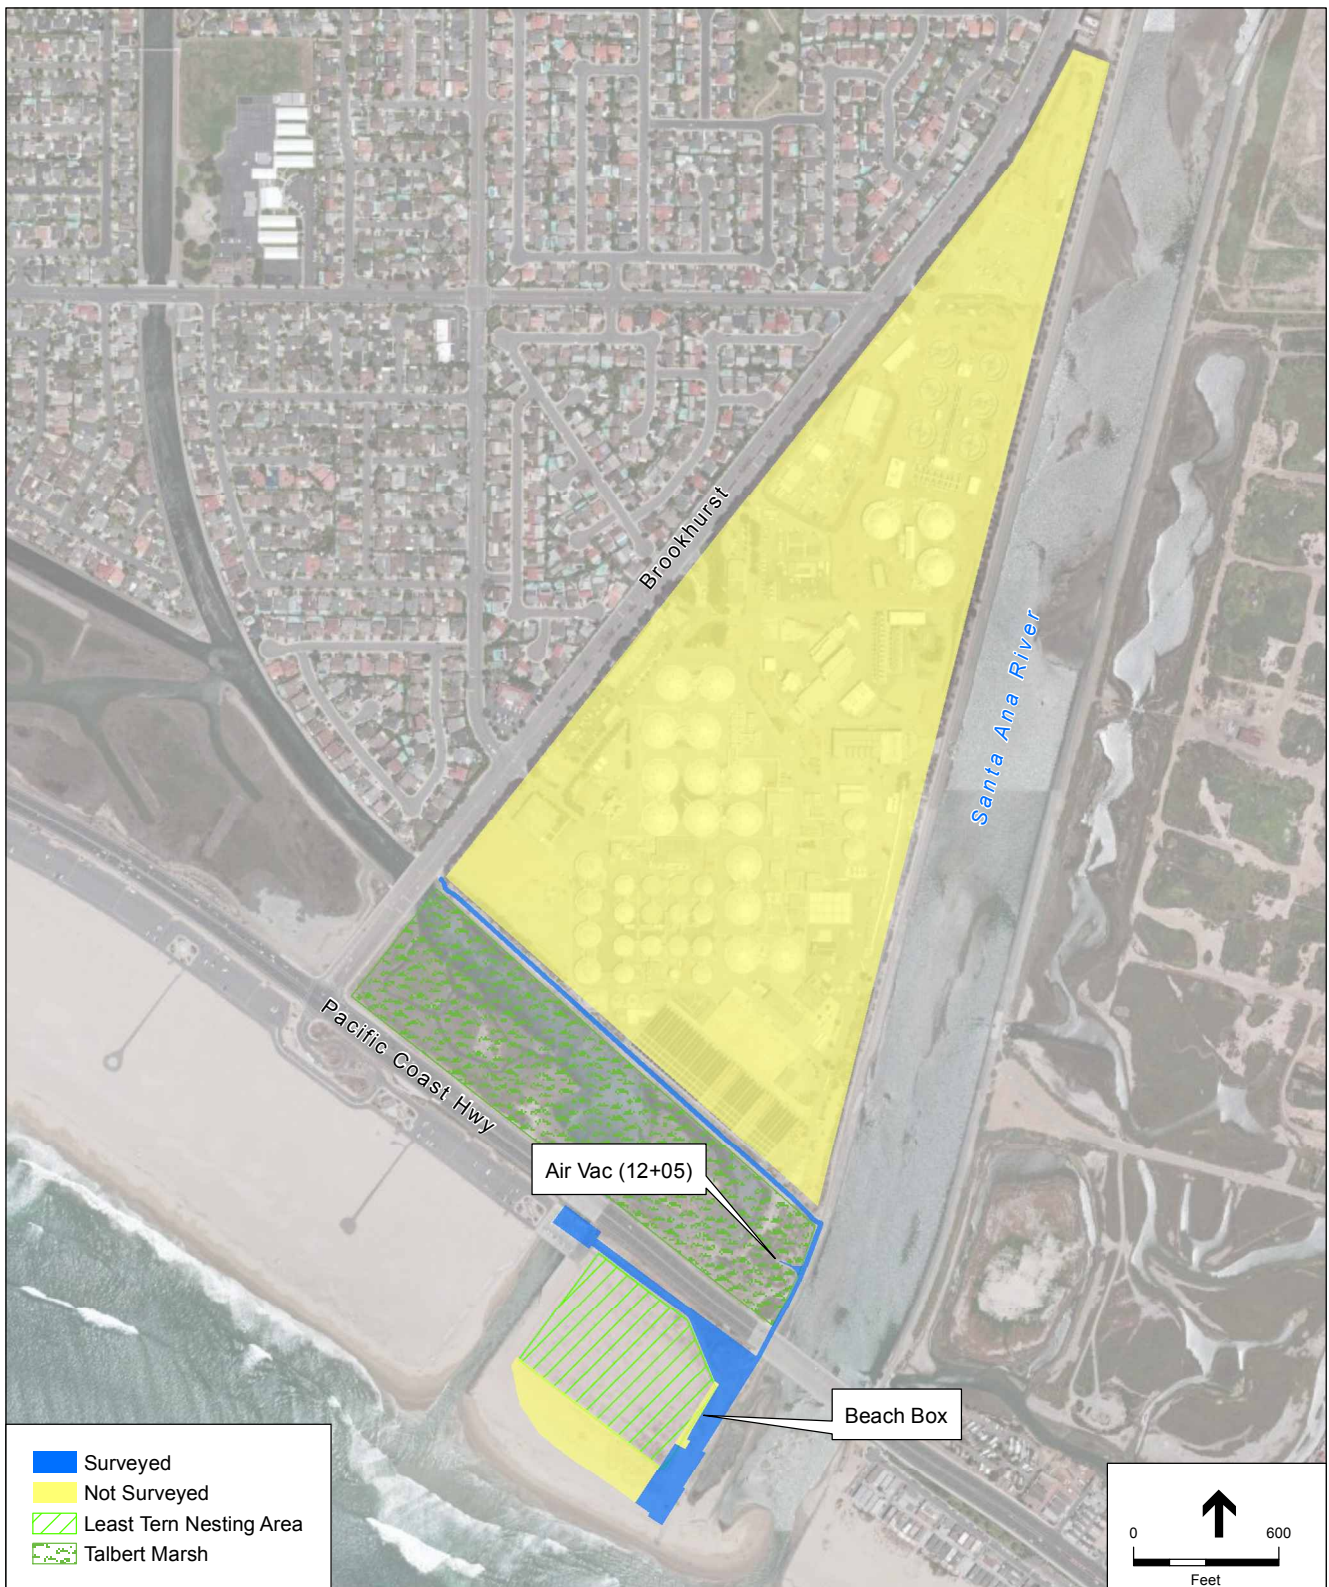 Brookhurst
Santa Ana River
Pacific Coast Hwy
Air Vac (12+05)
Beach Box
Surveyed
Not Surveyed
Least Tern Nesting Area
Talbert Marsh
0 600
Feet